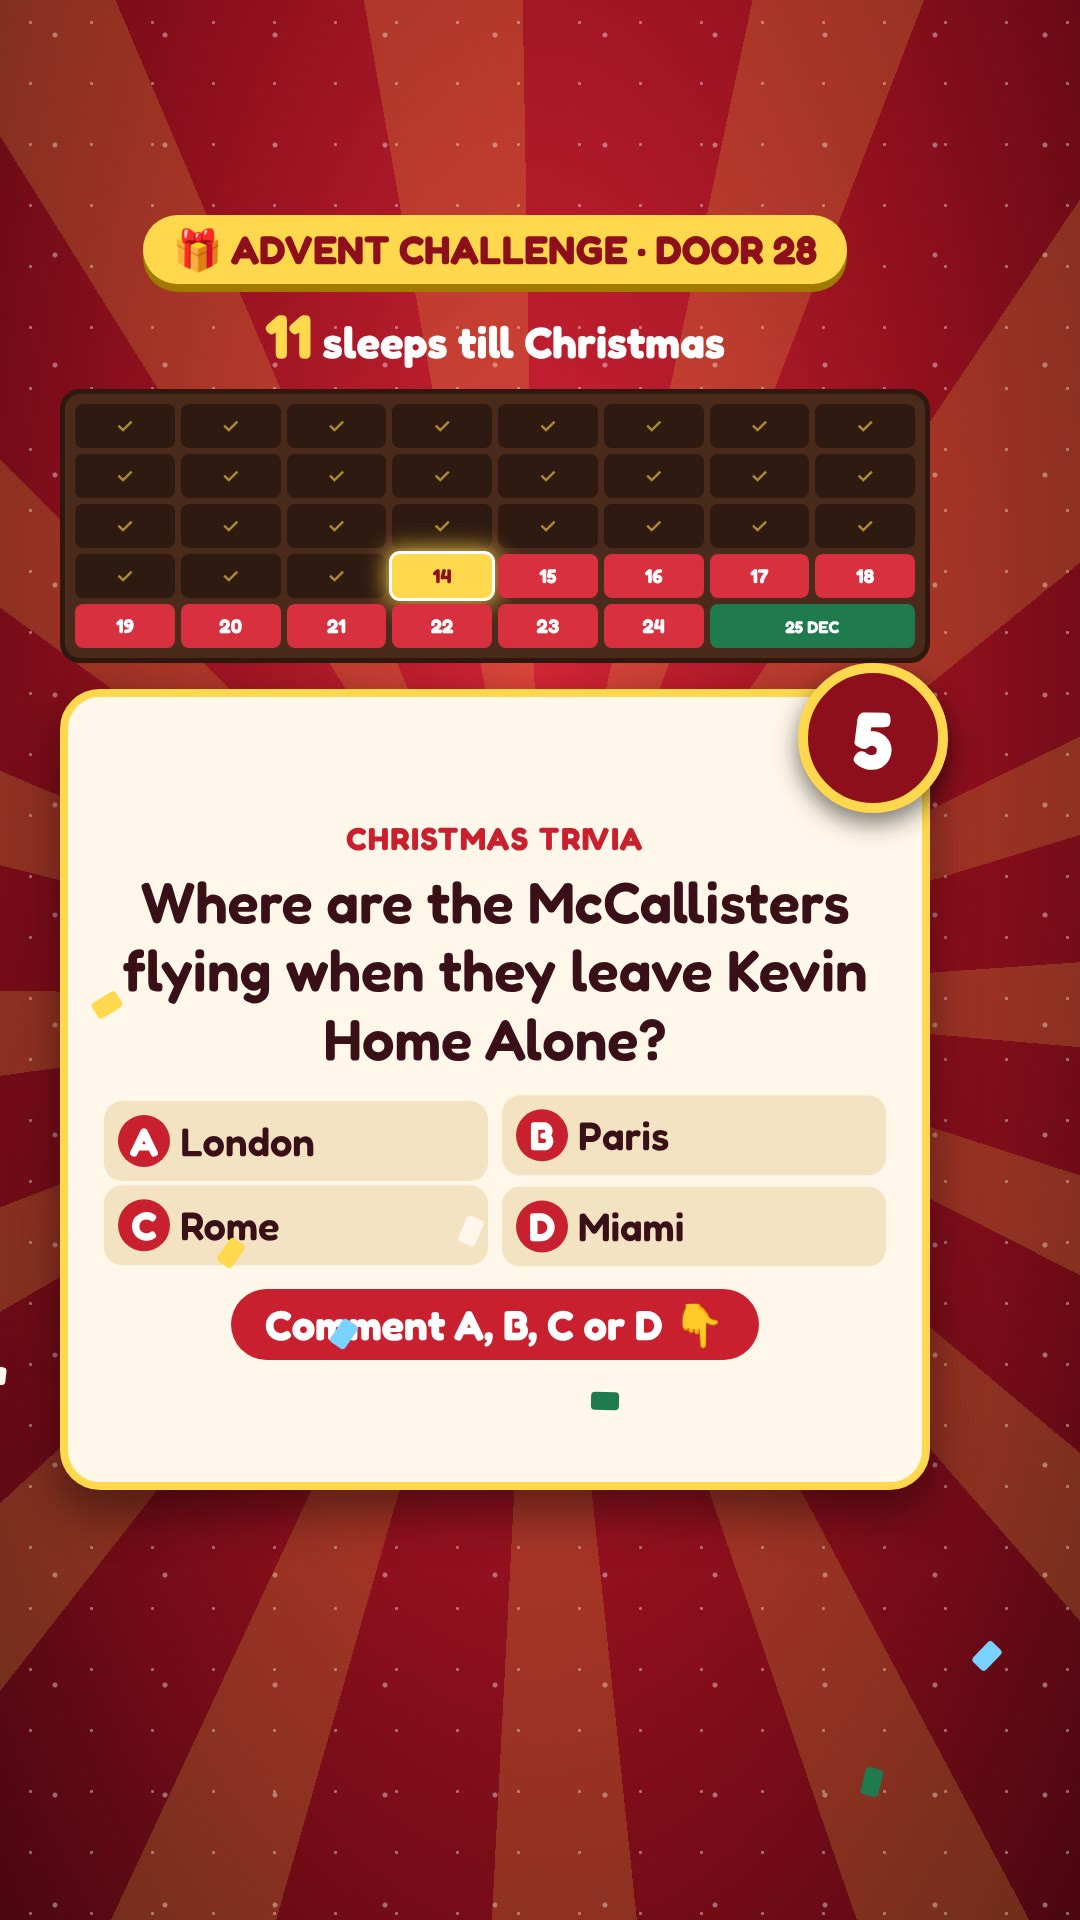 ADVENT CHALLENGE · DOOR 28
11 sleeps till Christmas
14 15 16 17 18
19 20 21 22 23 24 25 DEC
5
CHRISTMAS TRIVIA
Where are the McCallisters
flying when they leave Kevin
Home Alone?
A London
B Paris
C Rome
D Miami
Comment A, B, C or D